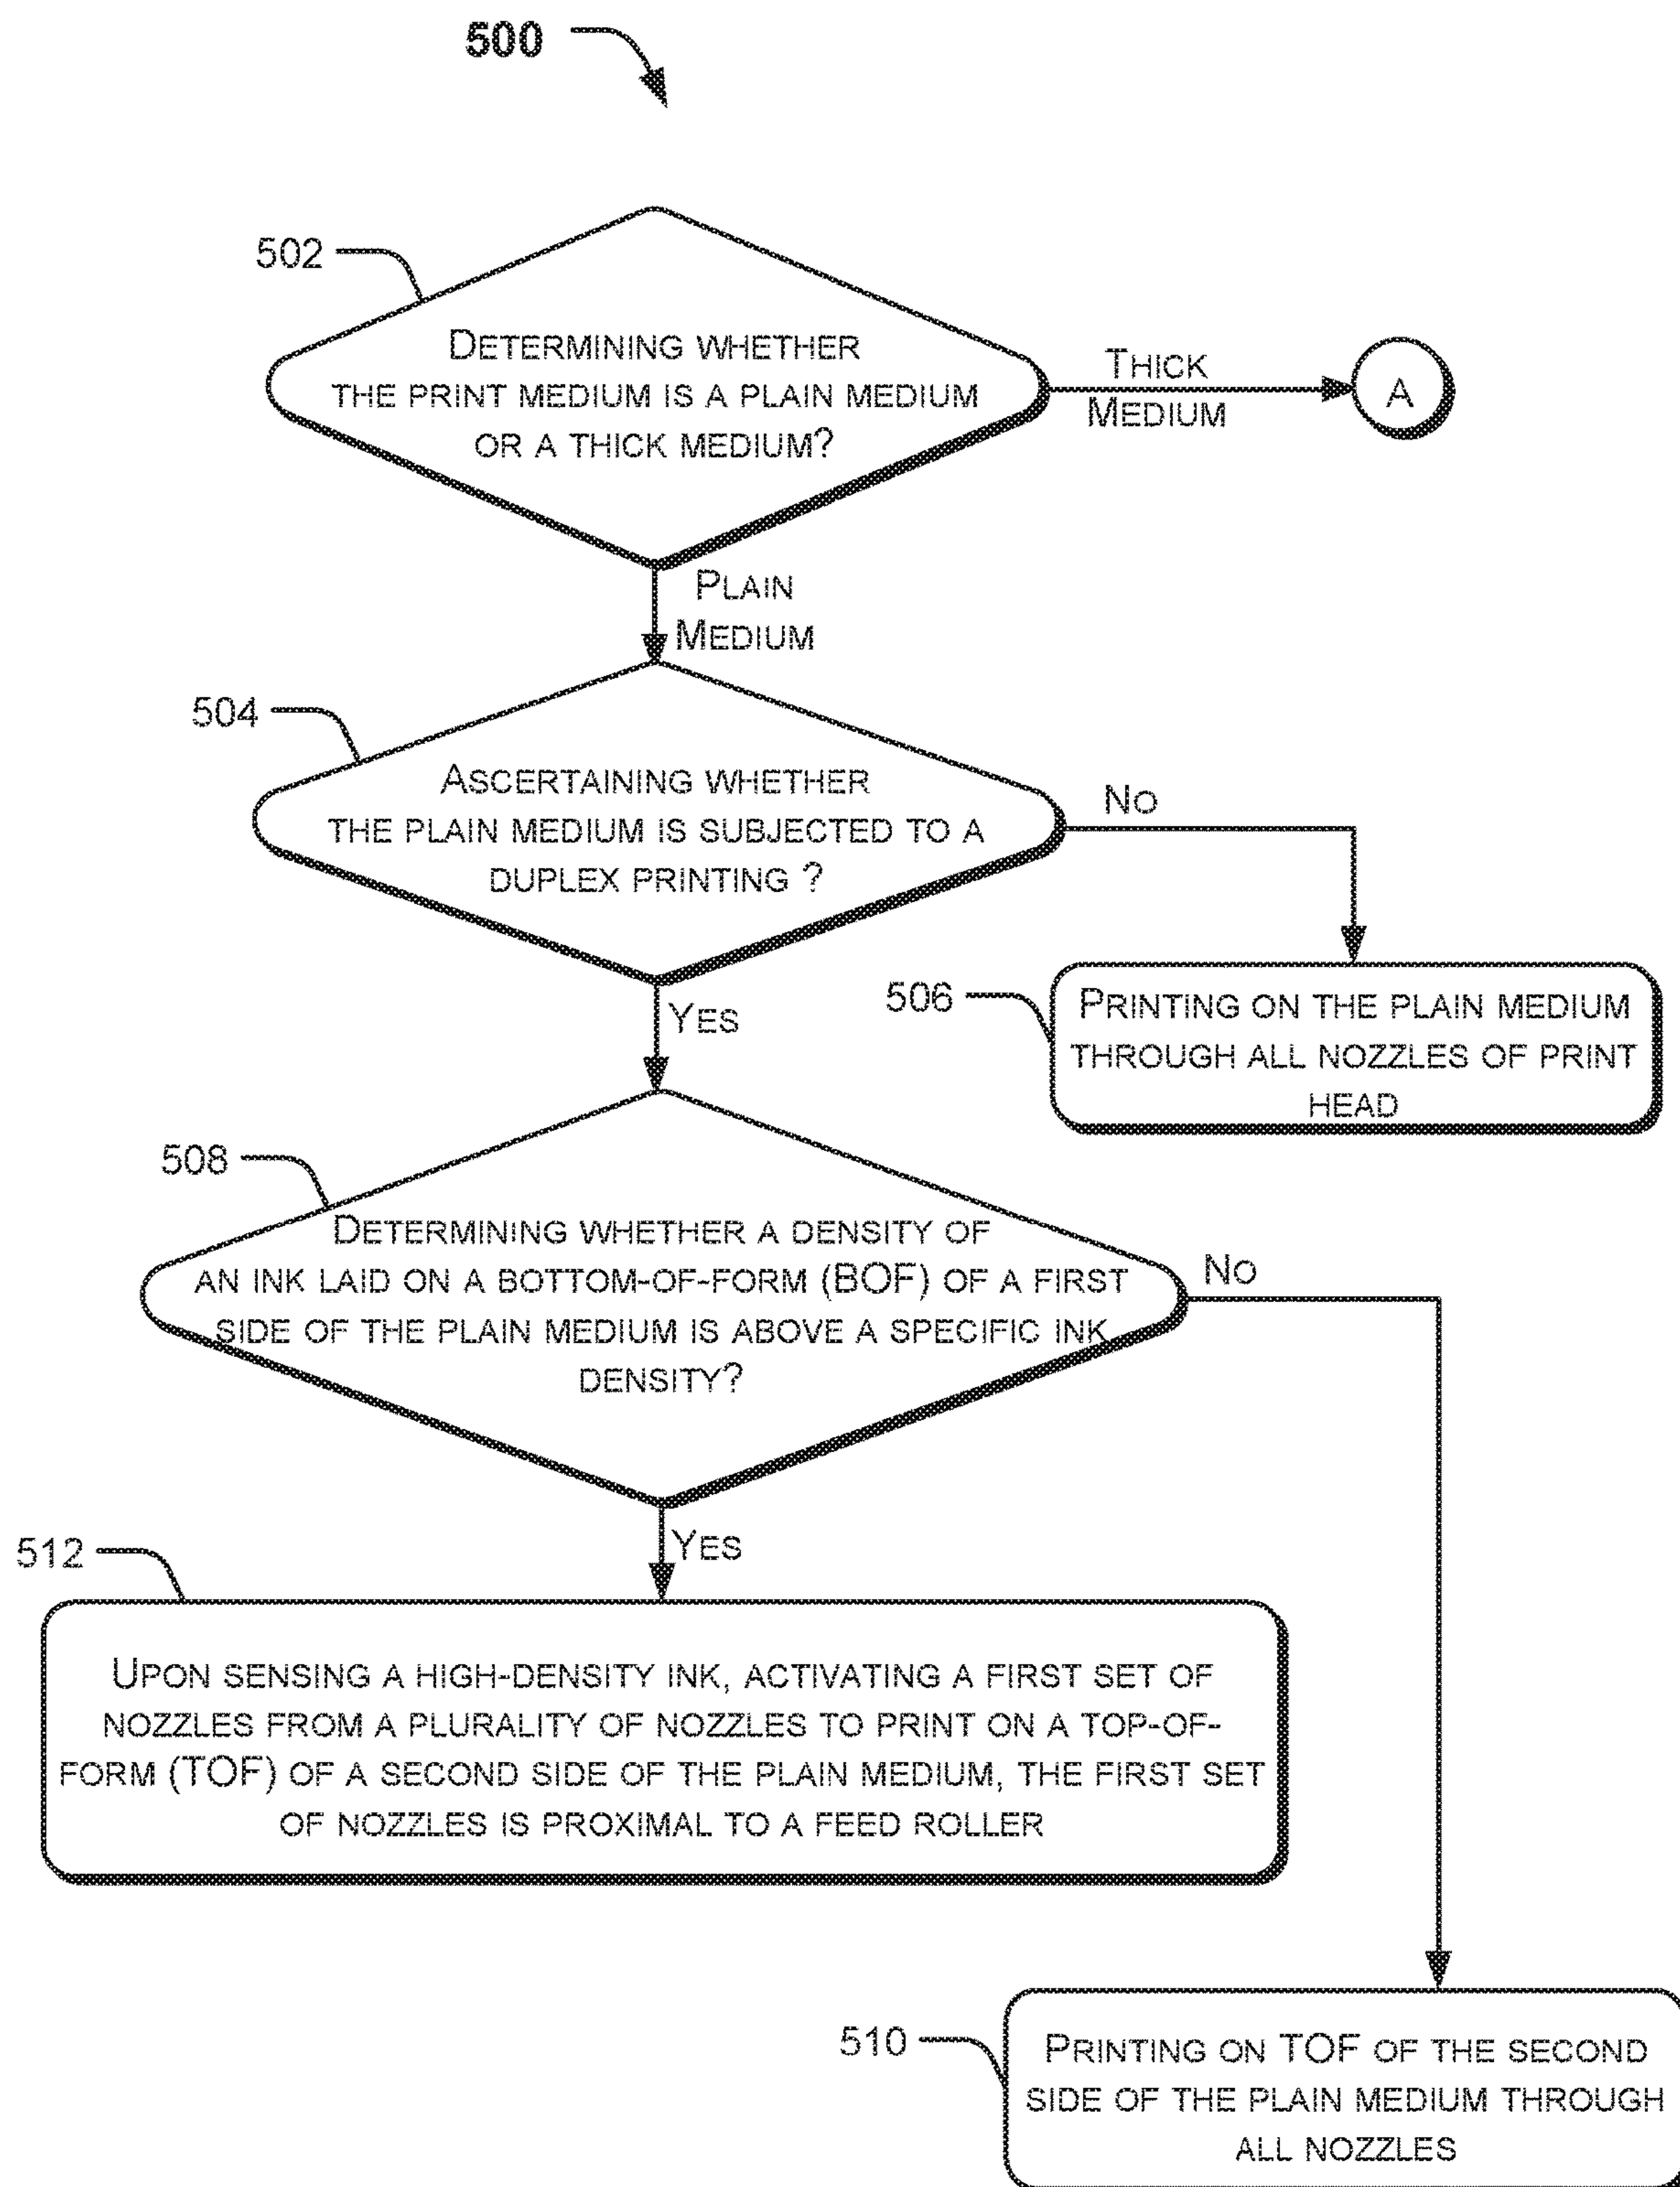 500
502
DETERMINING WHETHER
THE PRINT MEDIUM IS A PLAIN MEDIUM
OR A THICK MEDIUM?
THICK
MEDIUM
A
PLAIN
MEDIUM
504
ASCERTAINING WHETHER
THE PLAIN MEDIUM IS SUBJECTED TO A
DUPLEX PRINTING ?
NO
506
PRINTING ON THE PLAIN MEDIUM
THROUGH ALL NOZZLES OF PRINT
HEAD
YES
508
DETERMINING WHETHER A DENSITY OF
AN INK LAID ON A BOTTOM-OF-FORM (BOF) OF A FIRST
SIDE OF THE PLAIN MEDIUM IS ABOVE A SPECIFIC INK
DENSITY?
NO
YES
512
UPON SENSING A HIGH-DENSITY INK, ACTIVATING A FIRST SET OF
NOZZLES FROM A PLURALITY OF NOZZLES TO PRINT ON A TOP-OF-
FORM (TOF) OF A SECOND SIDE OF THE PLAIN MEDIUM, THE FIRST SET
OF NOZZLES IS PROXIMAL TO A FEED ROLLER
510
PRINTING ON TOF OF THE SECOND
SIDE OF THE PLAIN MEDIUM THROUGH
ALL NOZZLES